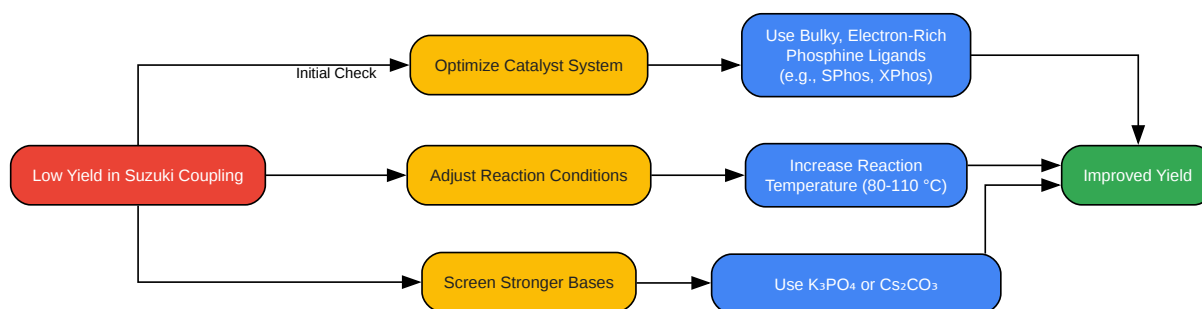 Initial Check
Optimize Catalyst System
Use Bulky, Electron-Rich
Phosphine Ligands
(e.g., SPhos, XPhos)
Low Yield in Suzuki Coupling
Adjust Reaction Conditions
Increase Reaction
Temperature (80-110 °C)
Improved Yield
Screen Stronger Bases
Use K₃PO₄ or Cs₂CO₃